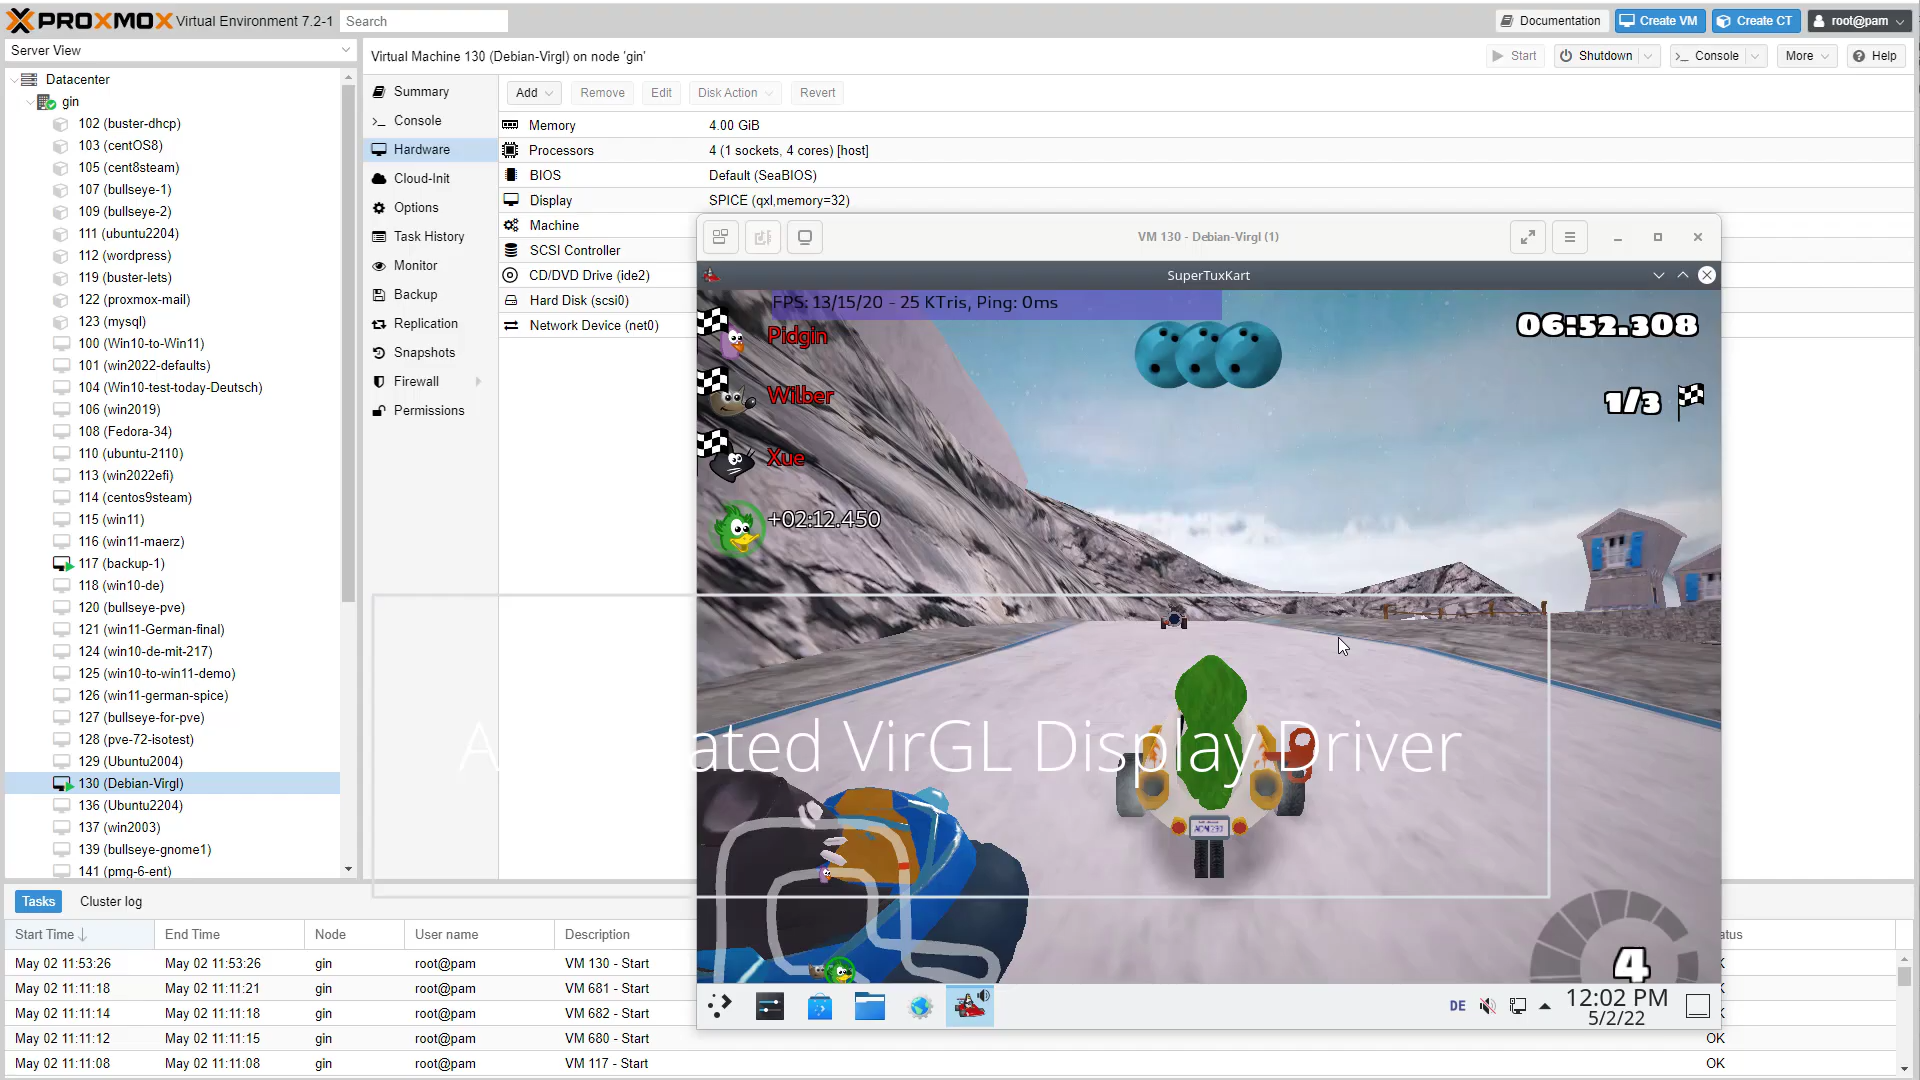 PROXMOX Virtual Environment 7.2-1 Search
Documentation Create VM Create CT root@pam
Server View
Virtual Machine 130 (Debian-Virgl) on node 'gin'
Start Shutdown Console More Help
Datacenter
gin
102 (buster-dhcp)
103 (centOS8)
105 (cent8steam)
107 (bullseye-1)
109 (bullseye-2)
111 (ubuntu2204)
112 (wordpress)
119 (buster-lets)
122 (proxmox-mail)
123 (mysql)
100 (Win10-to-Win11)
101 (win2022-defaults)
104 (Win10-test-today-Deutsch)
106 (win2019)
108 (Fedora-34)
110 (ubuntu-2110)
113 (win2022efi)
114 (centos9steam)
115 (win11)
116 (win11-maerz)
117 (backup-1)
118 (win10-de)
120 (bullseye-pve)
121 (win11-German-final)
124 (win10-de-mit-217)
125 (win10-to-win11-demo)
126 (win11-german-spice)
127 (bullseye-for-pve)
128 (pve-72-isotest)
129 (Ubuntu2004)
130 (Debian-Virgl)
136 (Ubuntu2204)
137 (win2003)
139 (bullseye-gnome1)
141 (pmg-6-ent)
Summary
Console
Hardware
Cloud-Init
Options
Task History
Monitor
Backup
Replication
Snapshots
Firewall
Permissions
Add Remove Edit Disk Action Revert
Memory 4.00 GiB
Processors 4 (1 sockets, 4 cores) [host]
BIOS Default (SeaBIOS)
Display SPICE (qxl,memory=32)
Machine
SCSI Controller
CD/DVD Drive (ide2)
Hard Disk (scsi0)
Network Device (net0)
VM 130 - Debian-Virgl (1)
SuperTuxKart
FPS: 13/15/20 - 25 KTris, Ping: 0ms
06:52.308
Pidgin
Wilber
1/3
Xue
+02:12.450
A ated VirGL Display Driver
4
DE
12:02 PM
5/2/22
Tasks Cluster log
Start Time End Time Node User name Description atus
May 02 11:53:26 May 02 11:53:26 gin root@pam VM 130 - Start K
May 02 11:11:18 May 02 11:11:21 gin root@pam VM 681 - Start K
May 02 11:11:14 May 02 11:11:18 gin root@pam VM 682 - Start K
May 02 11:11:12 May 02 11:11:15 gin root@pam VM 680 - Start OK
May 02 11:11:08 May 02 11:11:08 gin root@pam VM 117 - Start OK